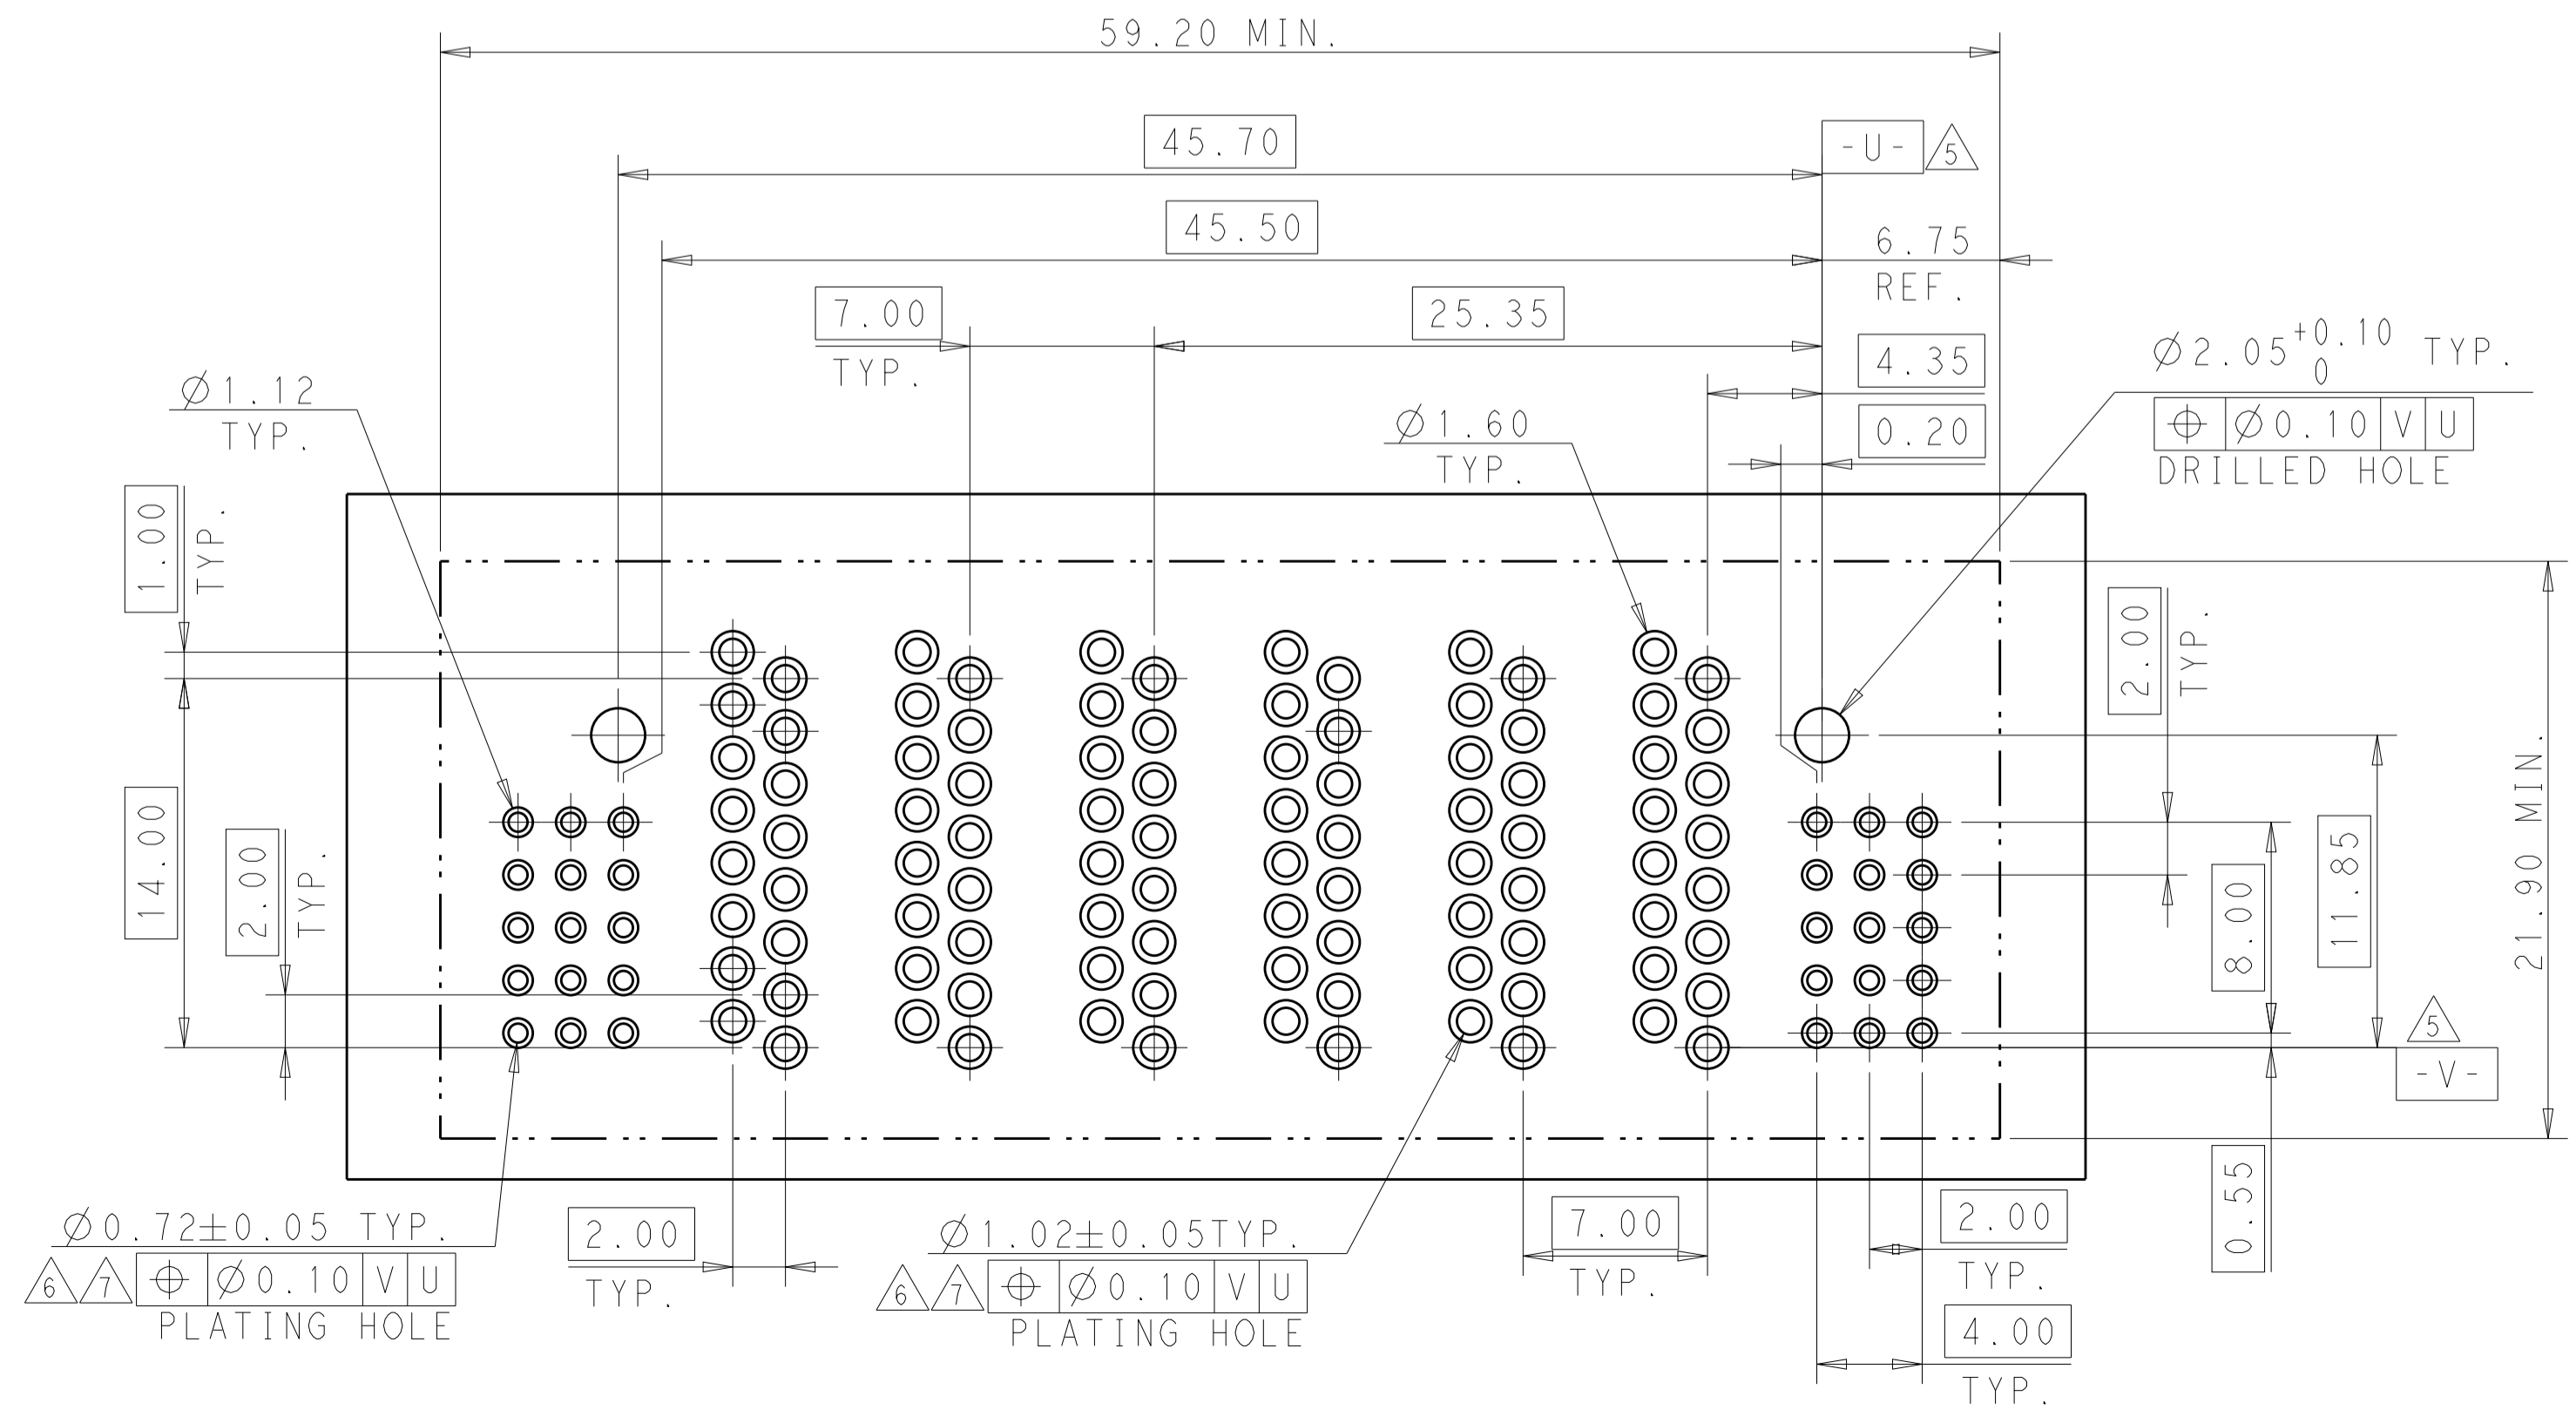 59.20 MIN.
45.70
-U- 5
45.50
6.75
REF.
7.00
TYP.
25.35
4.35
0.20
Ø2.05 +0.10 0 TYP.
⌖ Ø0.10 V U
DRILLED HOLE
Ø1.12
TYP.
Ø1.60
TYP.
1.00
TYP.
14.00
2.00
TYP.
2.00
TYP.
8.00
11.85
21.90 MIN.
5
-V-
0.55
Ø0.72±0.05 TYP.
6 7 ⌖ Ø0.10 V U
PLATING HOLE
2.00
TYP.
Ø1.02±0.05TYP.
6 7 ⌖ Ø0.10 V U
PLATING HOLE
7.00
TYP.
2.00
TYP.
4.00
TYP.